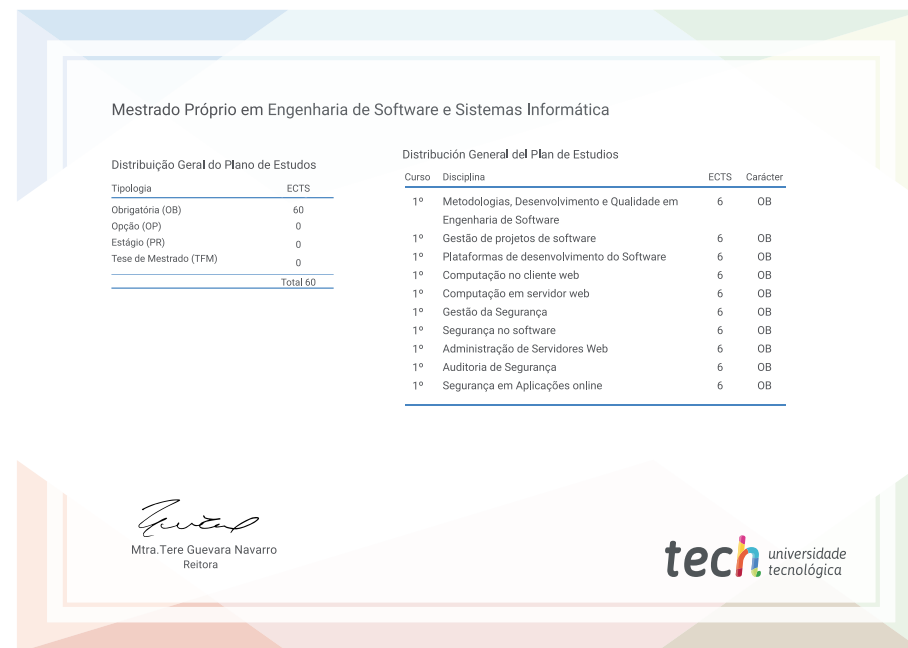 Mestrado Próprio em Engenharia de Software e Sistemas Informática
Distribuição Geral do Plano de Estudos
Tipologia ECTS
Obrigatória (OB) 60
Opção (OP) 0
Estágio (PR) 0
Tese de Mestrado (TFM) 0
Total 60
Distribución General del Plan de Estudios
Curso Disciplina ECTS Carácter
1º Metodologias, Desenvolvimento e Qualidade em 6 OB
Engenharia de Software
1º Gestão de projetos de software 6 OB
1º Plataformas de desenvolvimento do Software 6 OB
1º Computação no cliente web 6 OB
1º Computação em servidor web 6 OB
1º Gestão da Segurança 6 OB
1º Segurança no software 6 OB
1º Administração de Servidores Web 6 OB
1º Auditoria de Segurança 6 OB
1º Segurança em Aplicações online 6 OB
Mtra.Tere Guevara Navarro
Reitora
tech universidade
tecnológica